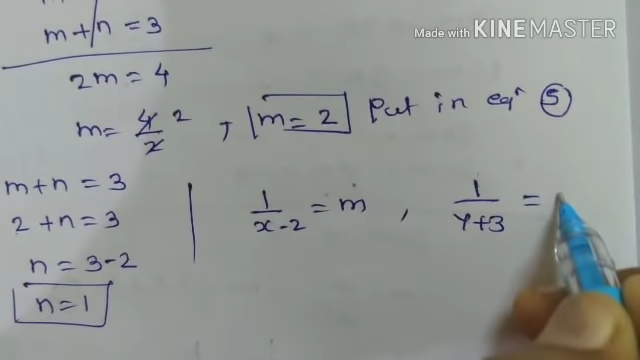 Made with KINEMASTER
m+n = 3
2m = 4
m = 4/2 2 , m = 2 Put in eqn 5
m+n = 3
2+n = 3
n = 3-2
n = 1
1/x-2 = m , 1/y+3 =